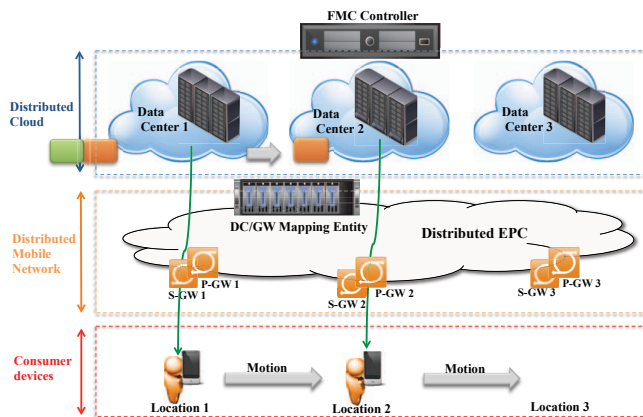 FMC Controller
Distributed
Cloud
Data
Center 1
Data
Center 2
Data
Center 3
DC/GW Mapping Entity
Distributed EPC
Distributed
Mobile
Network
P-GW 1
S-GW 1
P-GW 2
S-GW 2
P-GW 3
S-GW 3
Consumer
devices
Motion
Motion
Location 1
Location 2
Location 3